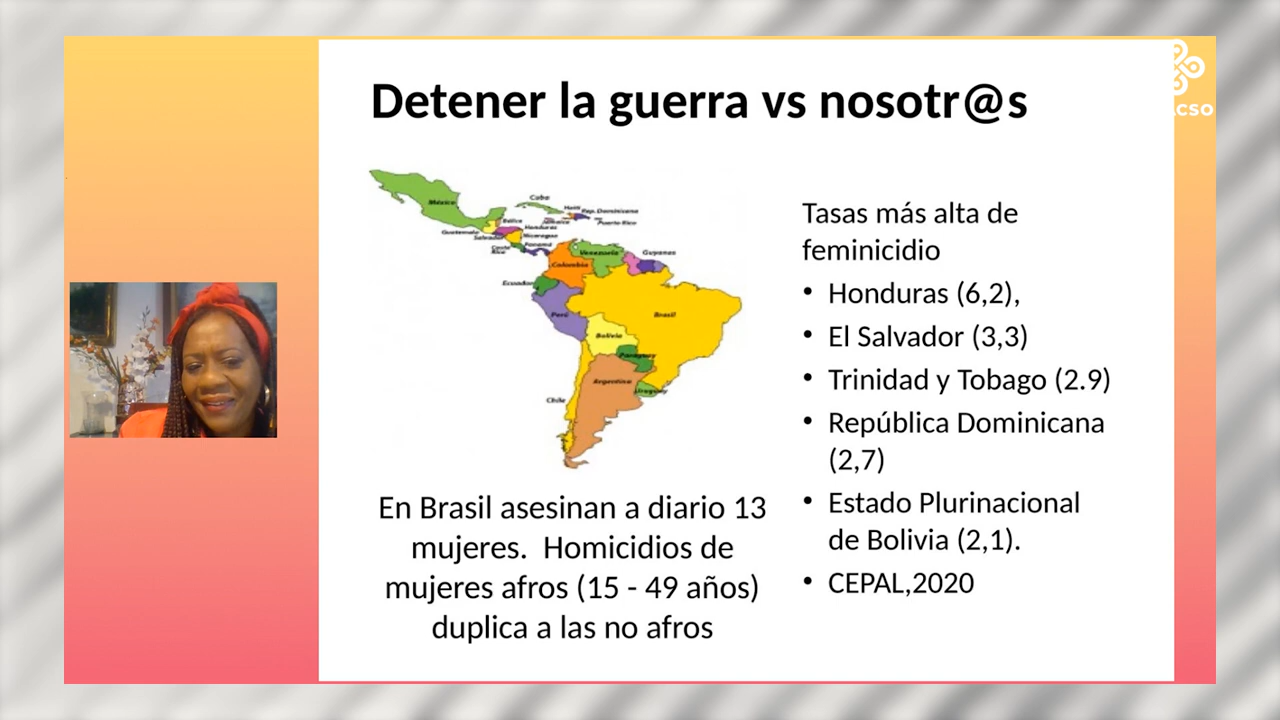 Detener la guerra vs nosotr@s
CSO
México
Cuba
Haití
Rep. Dominicana
Jamaica
Puerto Rico
Belice
Honduras
Guatemala
Salvador
Nicaragua
Costa
Rica
Panamá
Venezuela
Guyanas
Colombia
Ecuador
Perú
Brasil
Bolivia
Paraguay
Argentina
Uruguay
Chile
En Brasil asesinan a diario 13
mujeres.  Homicidios de
mujeres afros (15 - 49 años)
duplica a las no afros
Tasas más alta de
feminicidio
• Honduras (6,2),
• El Salvador (3,3)
• Trinidad y Tobago (2.9)
• República Dominicana
(2,7)
• Estado Plurinacional
de Bolivia (2,1).
• CEPAL,2020